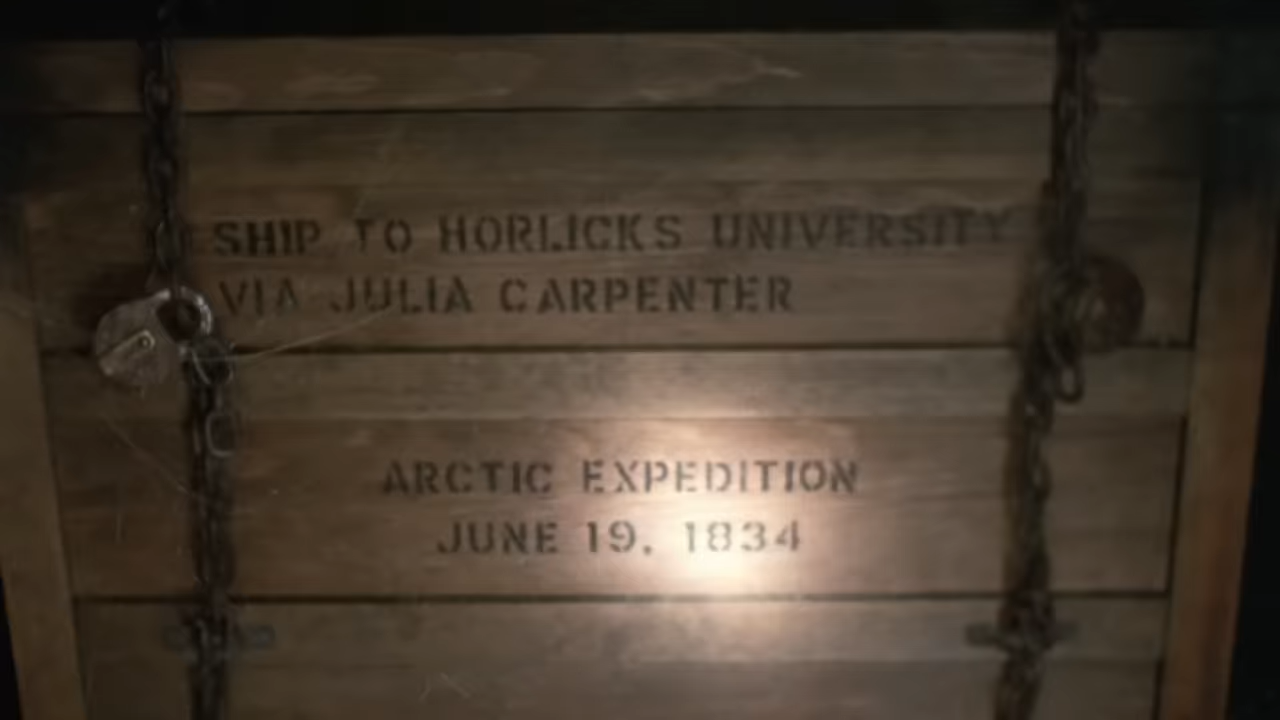 SHIP TO HORLICKS UNIVERSITY
VIA JULIA CARPENTER
ARCTIC EXPEDITION
JUNE 19, 1834